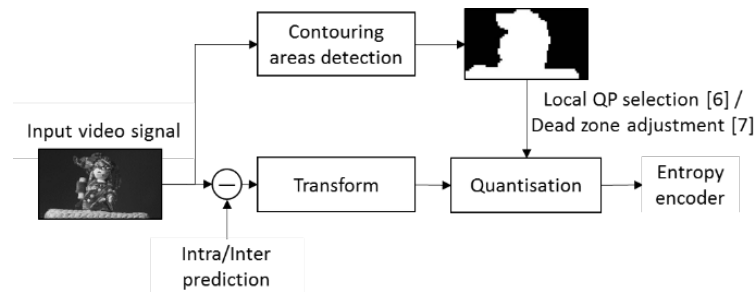 Contouring
areas detection
Local QP selection [6] /
Dead zone adjustment [7]
Input video signal
Transform
Quantisation
Entropy
encoder
Intra/Inter
prediction